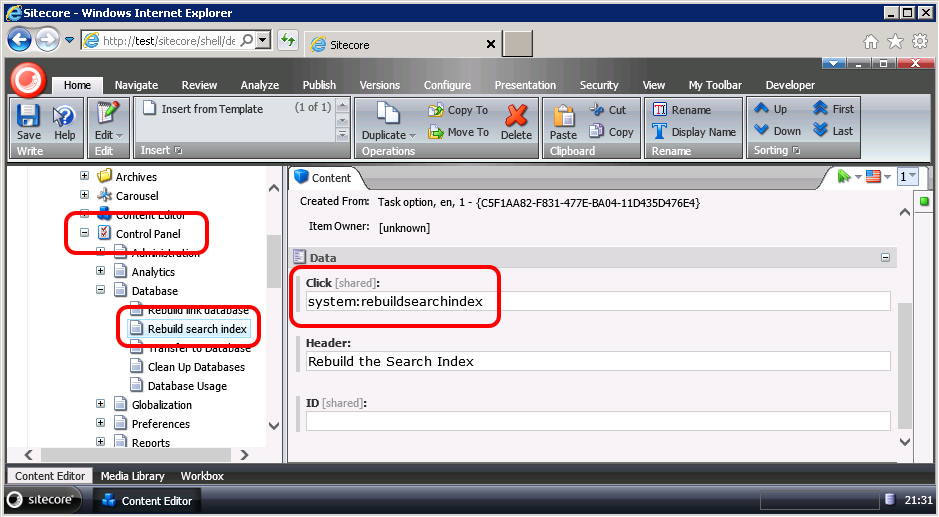 Sitecore - Windows Internet Explorer
http://test/sitecore/shell/de
Sitecore
Home Navigate Review Analyze Publish Versions Configure Presentation Security View My Toolbar Developer
Insert from Template (1 of 1) Copy To Cut Rename Up First
Save Help Edit Duplicate Move To Delete Paste Copy Display Name Down Last
Write Edit Insert Operations Clipboard Rename Sorting
Archives
Carousel
Content Editor
Control Panel
Administration
Analytics
Database
Rebuild link database
Rebuild search index
Transfer to Database
Clean Up Databases
Database Usage
Globalization
Preferences
Reports
Content
1
Created From: Task option, en, 1 - {C5F1AA82-F831-477E-BA04-11D435D476E4}
Item Owner: [unknown]
Data
Click [shared]:
system:rebuildsearchindex
Header:
Rebuild the Search Index
ID [shared]:
Content Editor Media Library Workbox
sitecore Content Editor 21:31